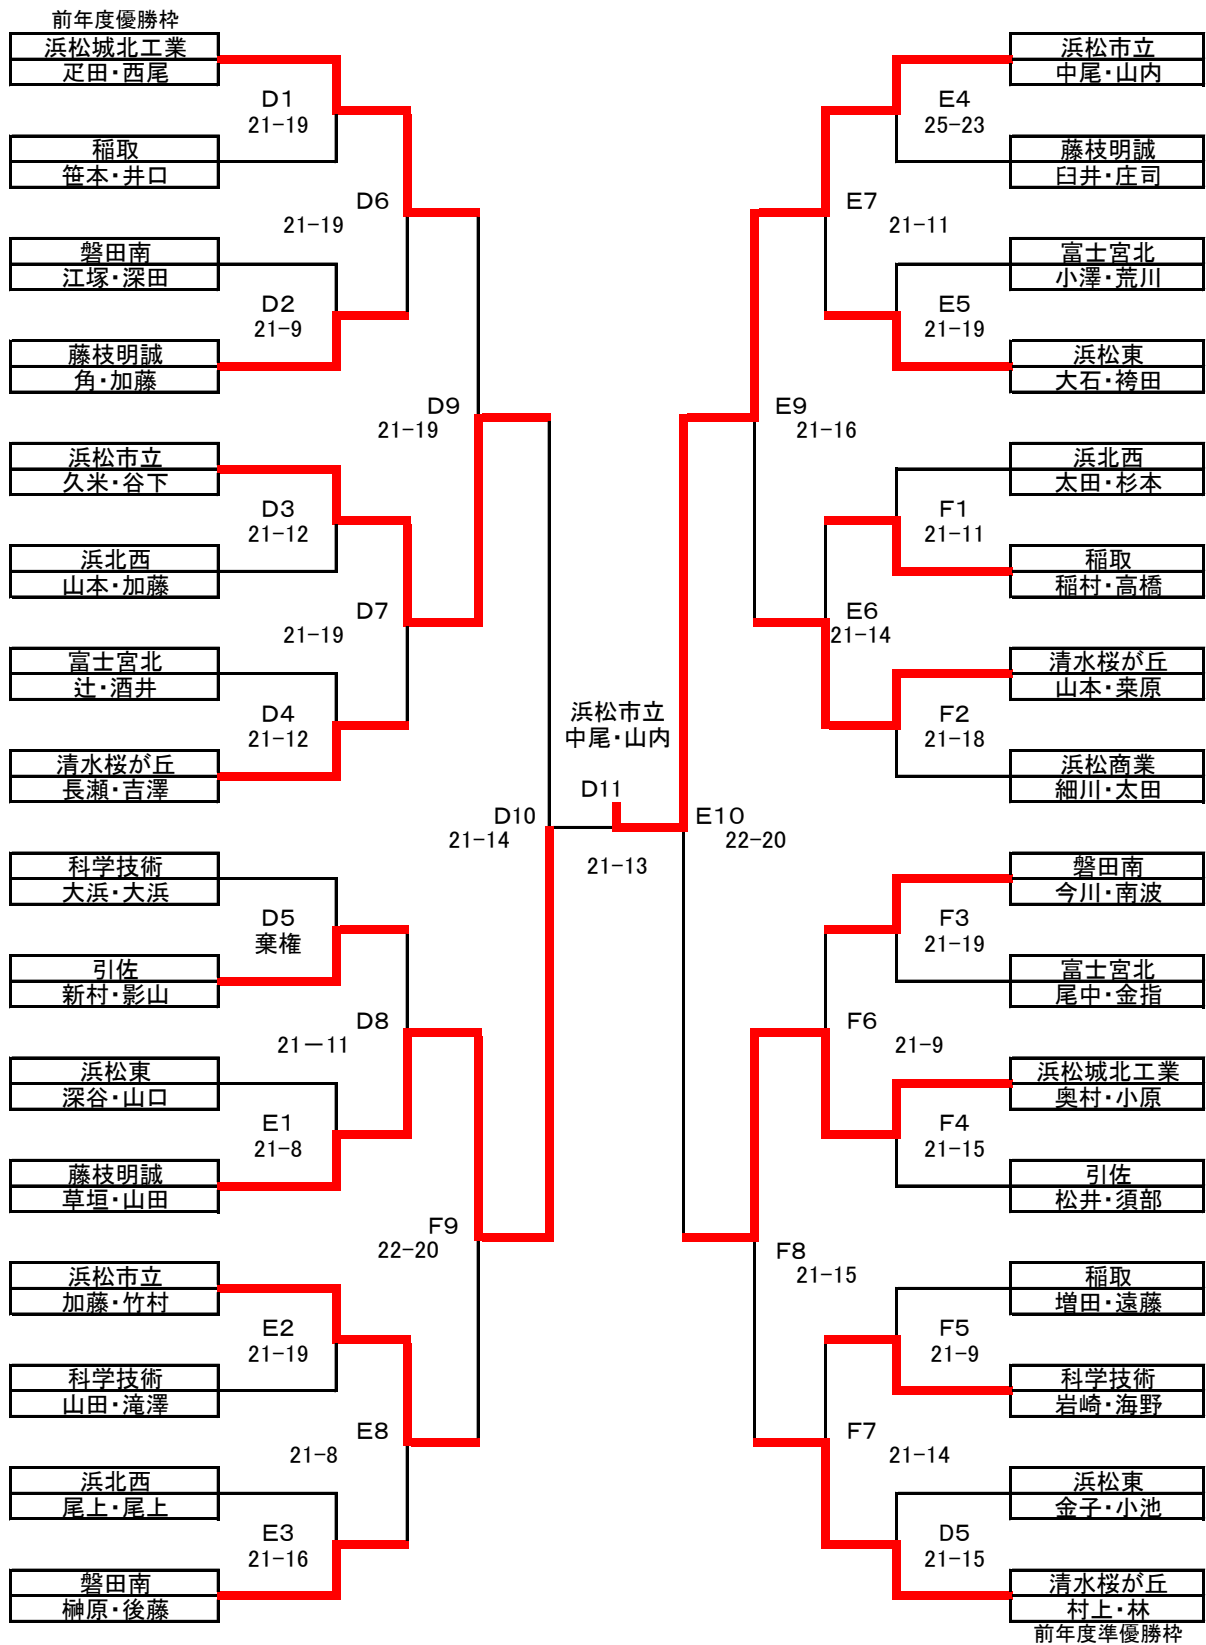 前年度優勝枠
浜松城北工業
疋田・西尾
D1
21-19
稲取
笹本・井口
D6
21-19
磐田南
江塚・深田
D2
21-9
藤枝明誠
角・加藤
D9
21-19
浜松市立
久米・谷下
D3
21-12
浜北西
山本・加藤
D7
21-19
富士宮北
辻・酒井
D4
21-12
清水桜が丘
長瀬・吉澤
D10
21-14
科学技術
大浜・大浜
D5
棄権
引佐
新村・影山
D8
21ー11
浜松東
深谷・山口
E1
21-8
藤枝明誠
草垣・山田
F9
22-20
浜松市立
加藤・竹村
E2
21-19
科学技術
山田・滝澤
E8
21-8
浜北西
尾上・尾上
E3
21-16
磐田南
榊原・後藤
浜松市立
中尾・山内
D11
21-13
浜松市立
中尾・山内
E4
25-23
藤枝明誠
臼井・庄司
E7
21-11
富士宮北
小澤・荒川
E5
21-19
浜松東
大石・袴田
E9
21-16
浜北西
太田・杉本
F1
21-11
稲取
稲村・高橋
E6
21-14
清水桜が丘
山本・桒原
F2
21-18
浜松商業
細川・太田
E10
22-20
磐田南
今川・南波
F3
21-19
富士宮北
尾中・金指
F6
21-9
浜松城北工業
奥村・小原
F4
21-15
引佐
松井・須部
F8
21-15
稲取
増田・遠藤
F5
21-9
科学技術
岩崎・海野
F7
21-14
浜松東
金子・小池
D5
21-15
清水桜が丘
村上・林
前年度準優勝枠